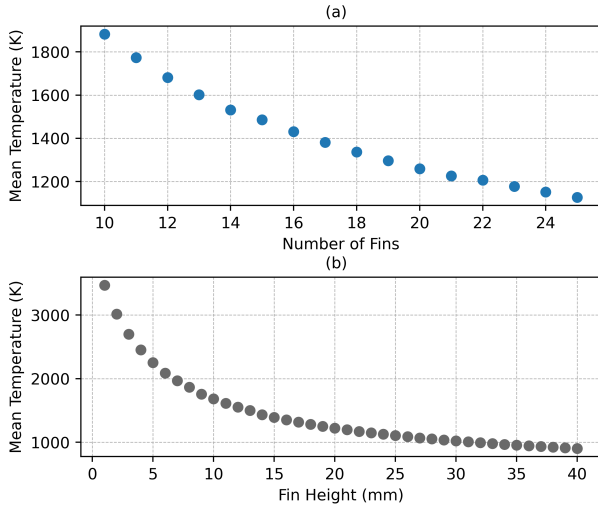 (a)
Mean Temperature (K)
1800
1600
1400
1200
10 12 14 16 18 20 22 24
Number of Fins
(b)
Mean Temperature (K)
3000
2000
1000
0 5 10 15 20 25 30 35 40
Fin Height (mm)